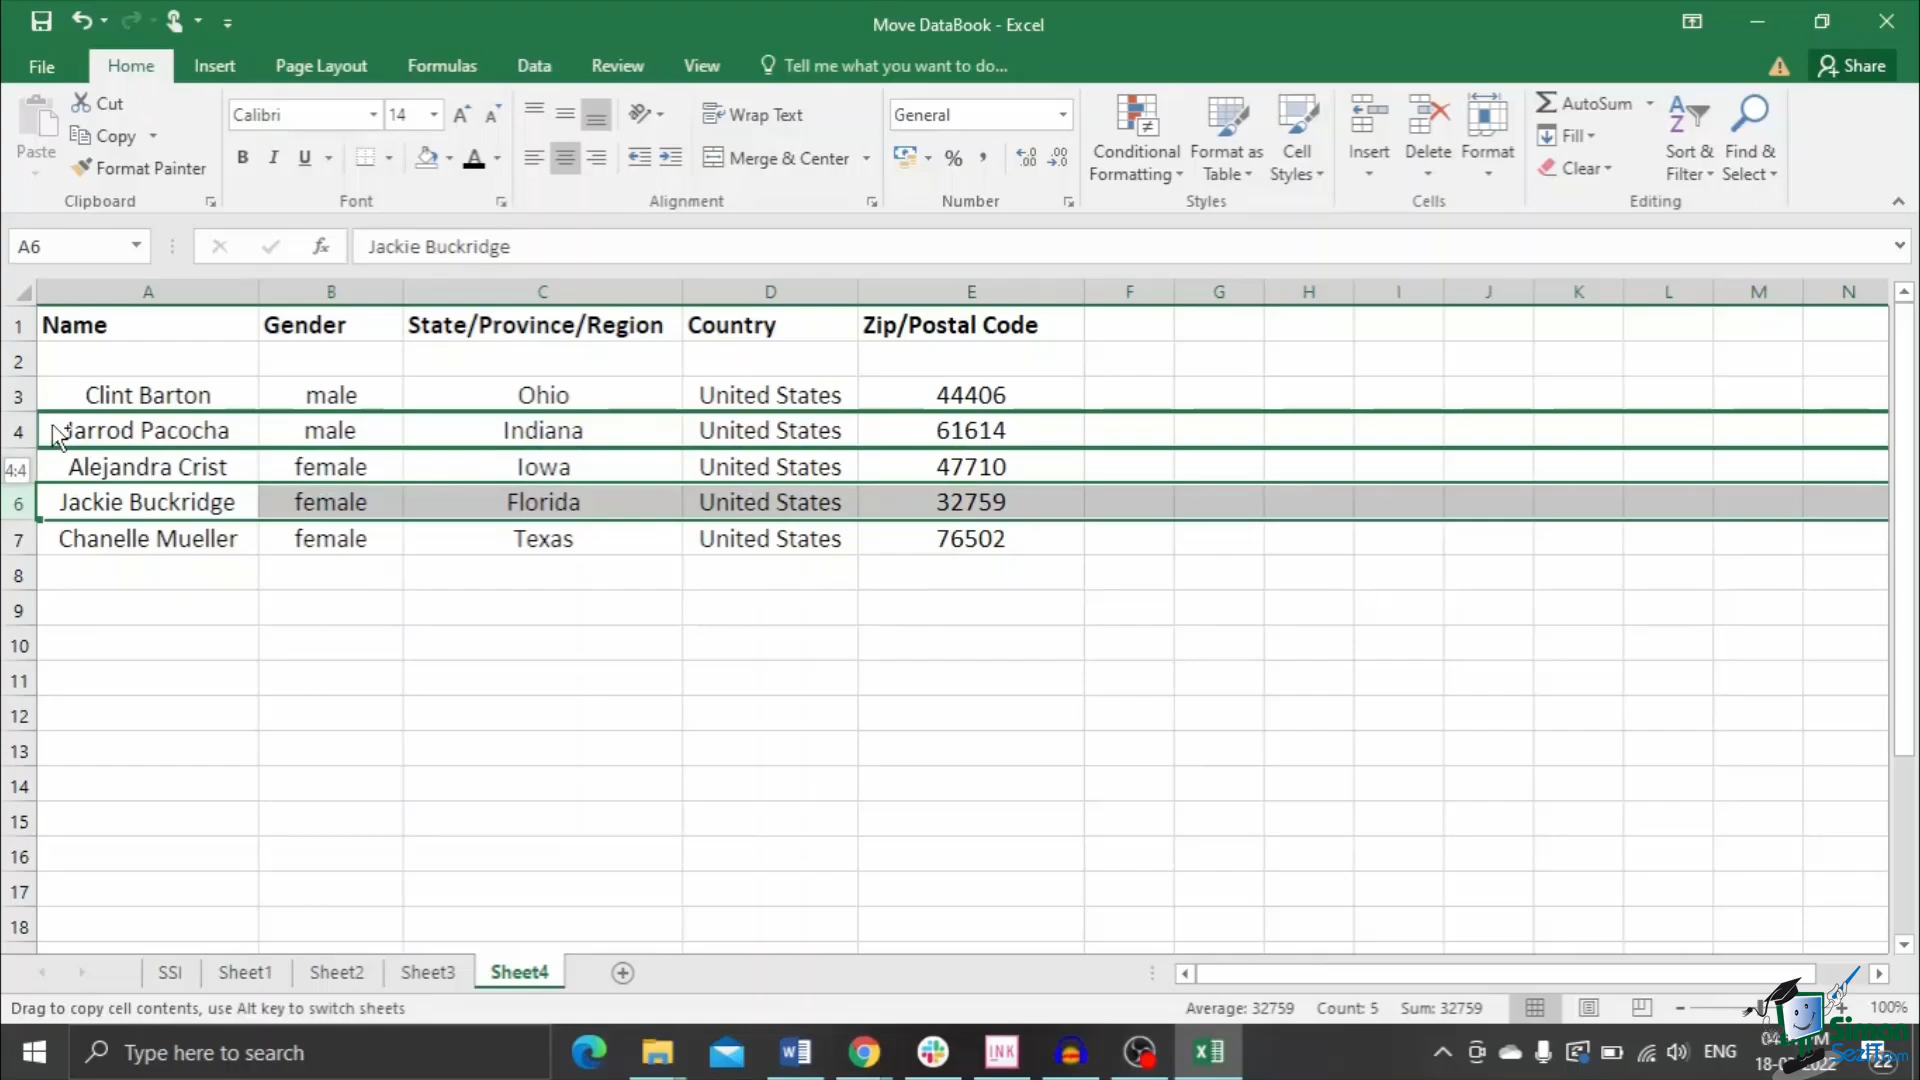 Move DataBook - Excel
File Home Insert Page Layout Formulas Data Review View Tell me what you want to do... Share
Cut
Copy
Format Painter
Paste
Clipboard
Calibri 14
B I U A
Font
Wrap Text
Merge & Center
Alignment
General
% ,
Number
Conditional Formatting
Format as Table
Cell Styles
Styles
Insert Delete Format
Cells
AutoSum
Fill
Clear
Sort & Filter
Find & Select
Editing
A6 fx Jackie Buckridge
A B C D E F G H I J K L M N
1 Name Gender State/Province/Region Country Zip/Postal Code
2
3 Clint Barton male Ohio United States 44406
4 Jarrod Pacocha male Indiana United States 61614
4:4 Alejandra Crist female Iowa United States 47710
6 Jackie Buckridge female Florida United States 32759
7 Chanelle Mueller female Texas United States 76502
8
9
10
11
12
13
14
15
16
17
18
SSI Sheet1 Sheet2 Sheet3 Sheet4
Drag to copy cell contents, use Alt key to switch sheets Average: 32759 Count: 5 Sum: 32759 100%
Type here to search INK ENG
Simon SezIT.com
22